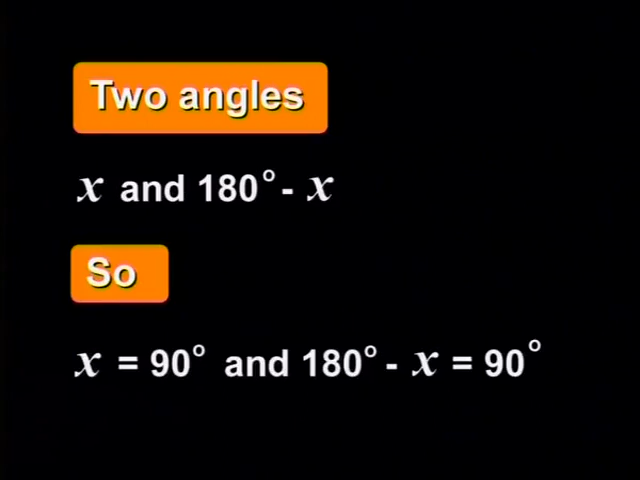 Two angles
x and 180° - x
So
x = 90° and 180° - x = 90°